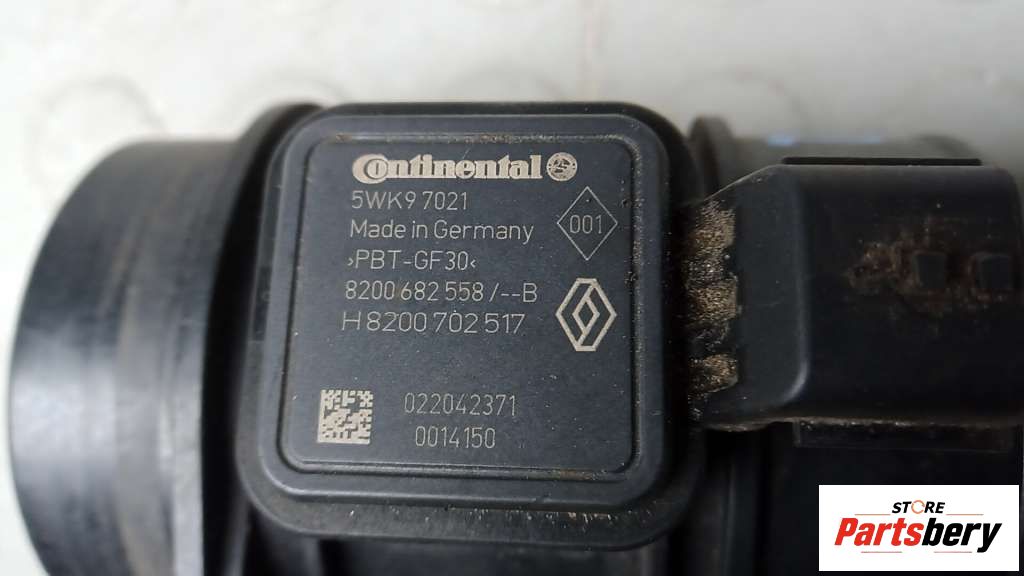 Continental
5WK9 7021
001
Made in Germany
›PBT-GF30‹
8200 682 558 / --B
H 8200 702 517
022042371
0014150
STORE
Partsbery